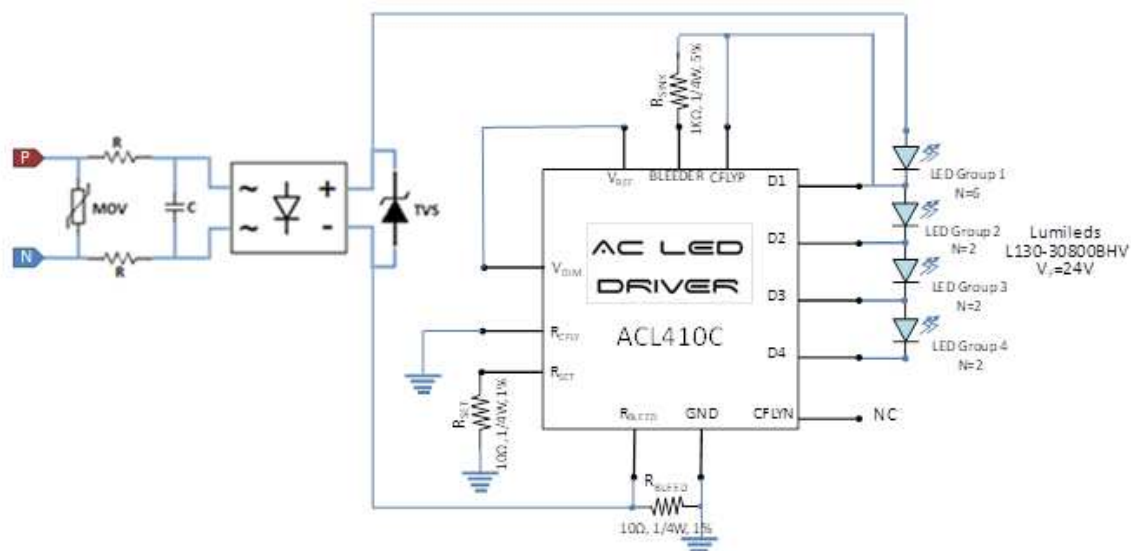 P
R
MOV
C
N
R
~
~
+
-
TVS
RSINK
1KΩ, 1/4W, 5%
VREF
BLEEDER
CFLYP
D1
D2
D3
D4
VDIM
RCFLY
RSET
AC LED
DRIVER
ACL410C
RBLEED
GND
CFLYN
NC
RSET
10Ω, 1/4W, 1%
RBLEED
10Ω, 1/4W, 1%
LED Group 1
N=6
LED Group 2
N=2
LED Group 3
N=2
LED Group 4
N=2
Lumileds
L130-30800BHV
VF=24V